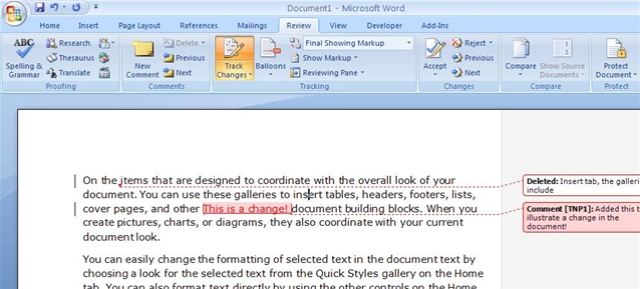 Document1 - Microsoft Word
Home Insert Page Layout References Mailings Review View Developer Add-Ins
Spelling & Grammar
Research
Thesaurus
Translate
Proofing
New Comment
Delete
Previous
Next
Comments
Track Changes
Balloons
Final Showing Markup
Show Markup
Reviewing Pane
Tracking
Accept
Reject
Previous
Next
Changes
Compare
Show Source Documents
Compare
Protect Document
Protect
On the items that are designed to coordinate with the overall look of your
document. You can use these galleries to insert tables, headers, footers, lists,
cover pages, and other This is a change! document building blocks. When you
create pictures, charts, or diagrams, they also coordinate with your current
document look.
You can easily change the formatting of selected text in the document text by
choosing a look for the selected text from the Quick Styles gallery on the Home
tab. You can also format text directly by using the other controls on the Home
Deleted: Insert tab, the galleri
include
Comment [TNP1]: Added this t
illustrate a change in the
document!